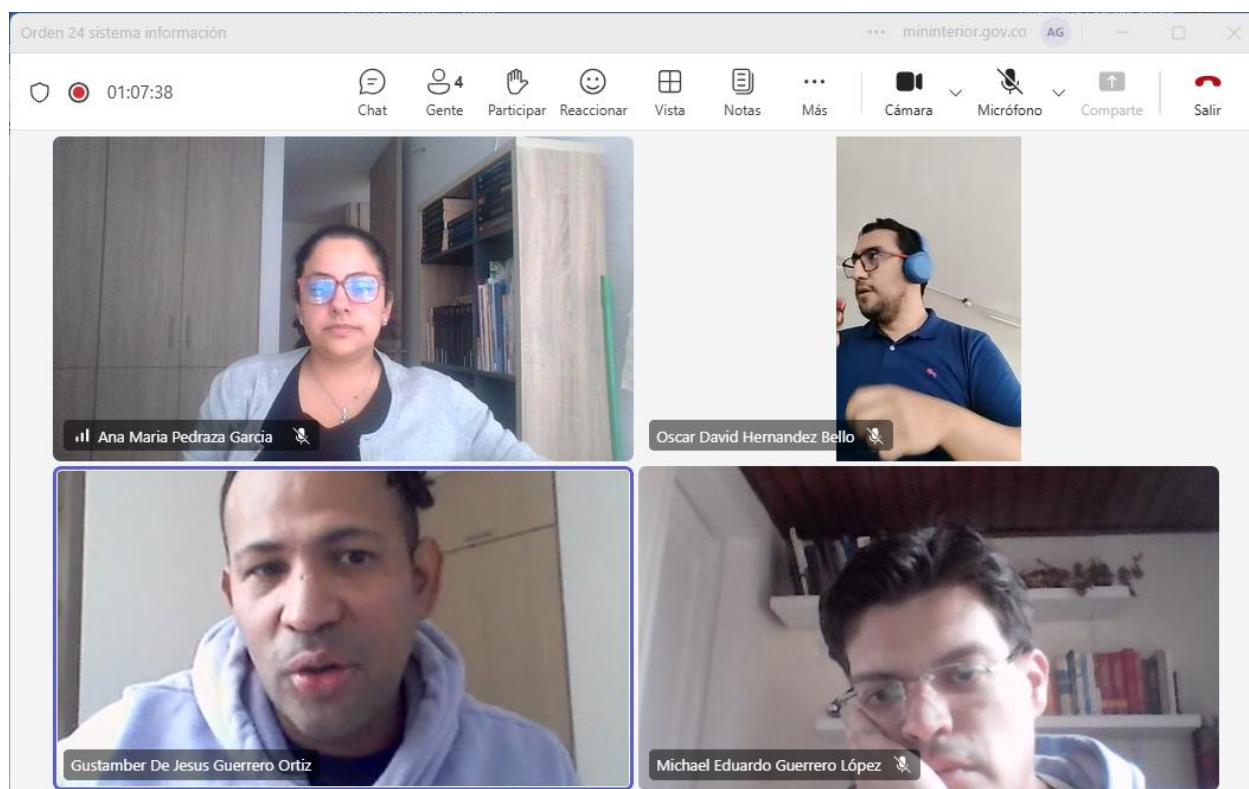 Orden 24 sistema información
mininterior.gov.co AG
01:07:38
Chat
4
Gente
Participar
Reaccionar
Vista
Notas
Más
Cámara
Micrófono
Comparte
Salir
Ana Maria Pedraza Garcia
Oscar David Hernandez Bello
Gustamber De Jesus Guerrero Ortiz
Michael Eduardo Guerrero López